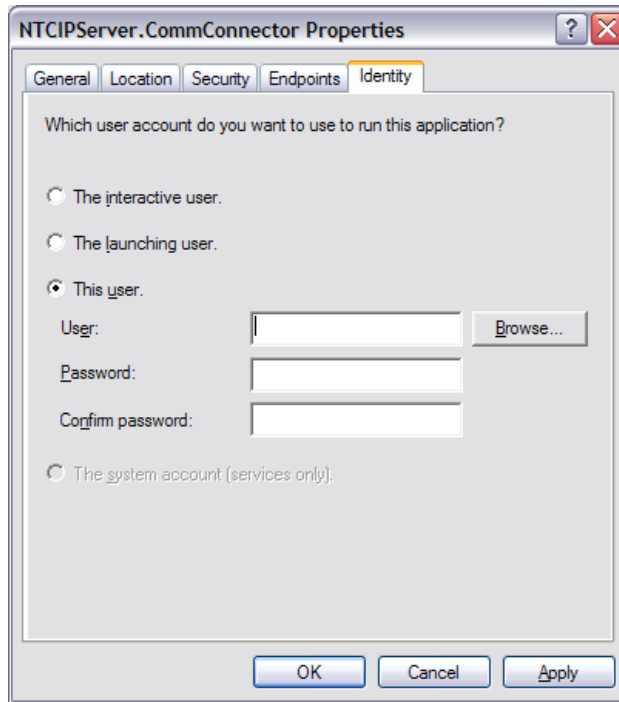 NTCIPServer.CommConnector Properties
?
General Location Security Endpoints Identity
Which user account do you want to use to run this application?
The interactive user.
The launching user.
This user.
User:
Browse...
Password:
Confirm password:
The system account (services only).
OK Cancel Apply